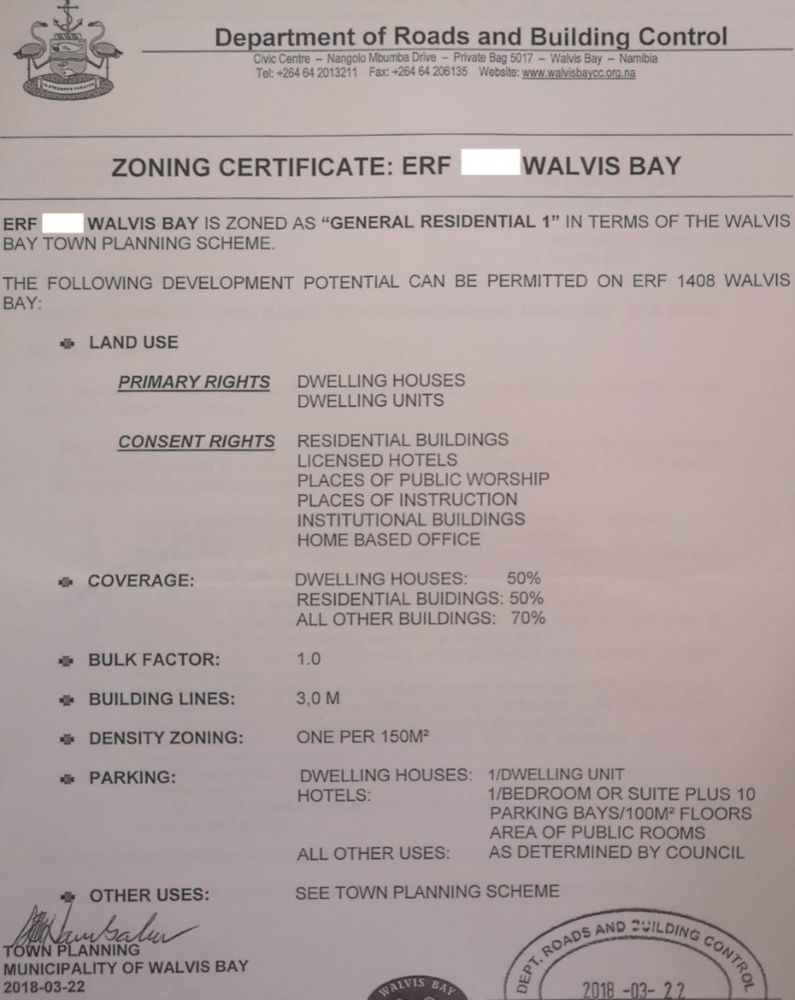 Department of Roads and Building Control
Civic Centre – Nangolo Mbumba Drive – Private Bag 5017 – Walvis Bay – Namibia
Tel: +264 64 2013211 Fax: +264 64 206135 Website: www.walvisbaycc.org.na
ZONING CERTIFICATE: ERF WALVIS BAY
ERF WALVIS BAY IS ZONED AS “GENERAL RESIDENTIAL 1” IN TERMS OF THE WALVIS
BAY TOWN PLANNING SCHEME.
THE FOLLOWING DEVELOPMENT POTENTIAL CAN BE PERMITTED ON ERF 1408 WALVIS
BAY:
LAND USE
PRIMARY RIGHTS DWELLING HOUSES
DWELLING UNITS
CONSENT RIGHTS RESIDENTIAL BUILDINGS
LICENSED HOTELS
PLACES OF PUBLIC WORSHIP
PLACES OF INSTRUCTION
INSTITUTIONAL BUILDINGS
HOME BASED OFFICE
COVERAGE: DWELLING HOUSES: 50%
RESIDENTIAL BUIDINGS: 50%
ALL OTHER BUILDINGS: 70%
BULK FACTOR: 1.0
BUILDING LINES: 3,0 M
DENSITY ZONING: ONE PER 150M²
PARKING: DWELLING HOUSES: 1/DWELLING UNIT
HOTELS: 1/BEDROOM OR SUITE PLUS 10
PARKING BAYS/100M² FLOORS
AREA OF PUBLIC ROOMS
ALL OTHER USES: AS DETERMINED BY COUNCIL
OTHER USES: SEE TOWN PLANNING SCHEME
TOWN PLANNING
MUNICIPALITY OF WALVIS BAY
2018-03-22
WALVIS BAY
DEPT. ROADS AND BUILDING CONTROL
2018 -03- 22